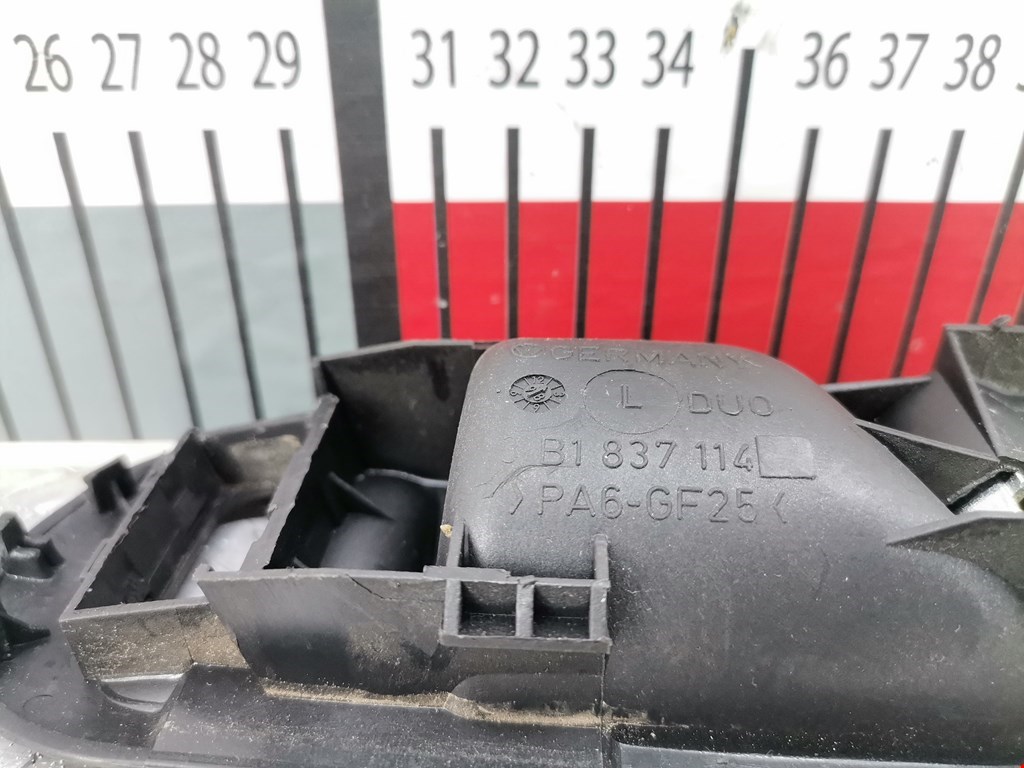 26 27 28 29 31 32 33 34 36 37 38
GERMANY
L DUO
B1 837 114
>PA6-GF25<